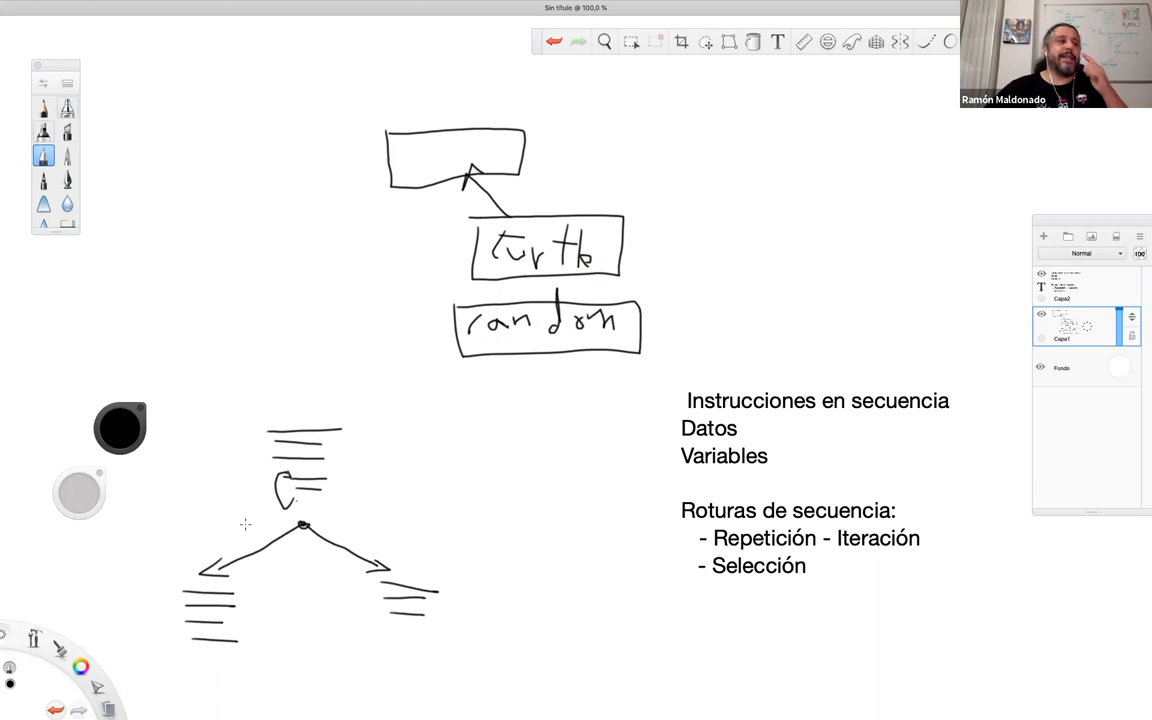 Sin título @ 100,0 %
T
Ramón Maldonado
turtle
random
Normal
100
T
Capa2
Capa1
Fondo
Instrucciones en secuencia
Datos
Variables
Roturas de secuencia:
- Repetición - Iteración
- Selección